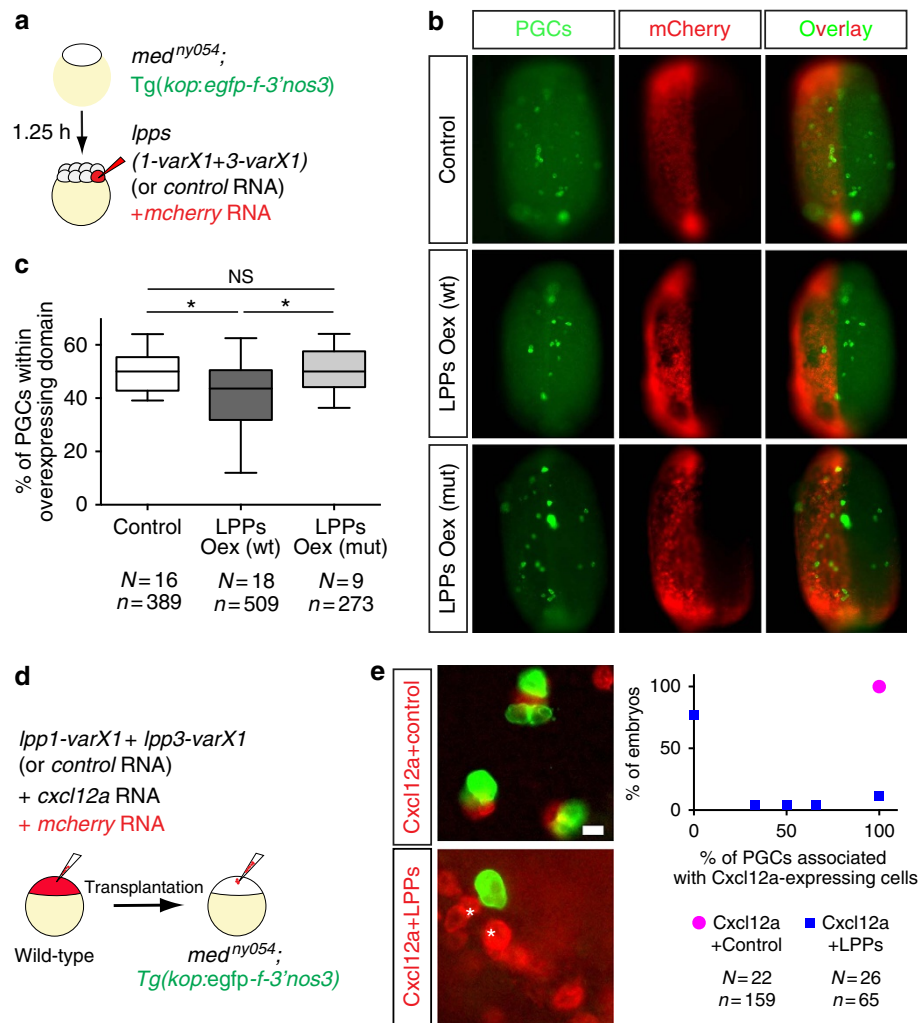 a
med ny054;
Tg(kop:egfp-f-3'nos3)
1.25 h
lpps
(1-varX1+3-varX1)
(or control RNA)
+mcherry RNA
b
PGCs
mCherry
Overlay
Control
LPPs Oex (wt)
LPPs Oex (mut)
c
NS
*
*
% of PGCs within
overexpressing domain
60
40
20
0
Control
LPPs
Oex (wt)
LPPs
Oex (mut)
N=16
n=389
N=18
n=509
N=9
n=273
d
lpp1-varX1+ lpp3-varX1
(or control RNA)
+ cxcl12a RNA
+ mcherry RNA
Transplantation
Wild-type
med ny054;
Tg(kop:egfp-f-3'nos3)
e
Cxcl12a+control
Cxcl12a+LPPs
*
*
% of embryos
100
50
0
0
50
100
% of PGCs associated
with Cxcl12a-expressing cells
Cxcl12a
+Control
Cxcl12a
+LPPs
N=22
n=159
N=26
n=65